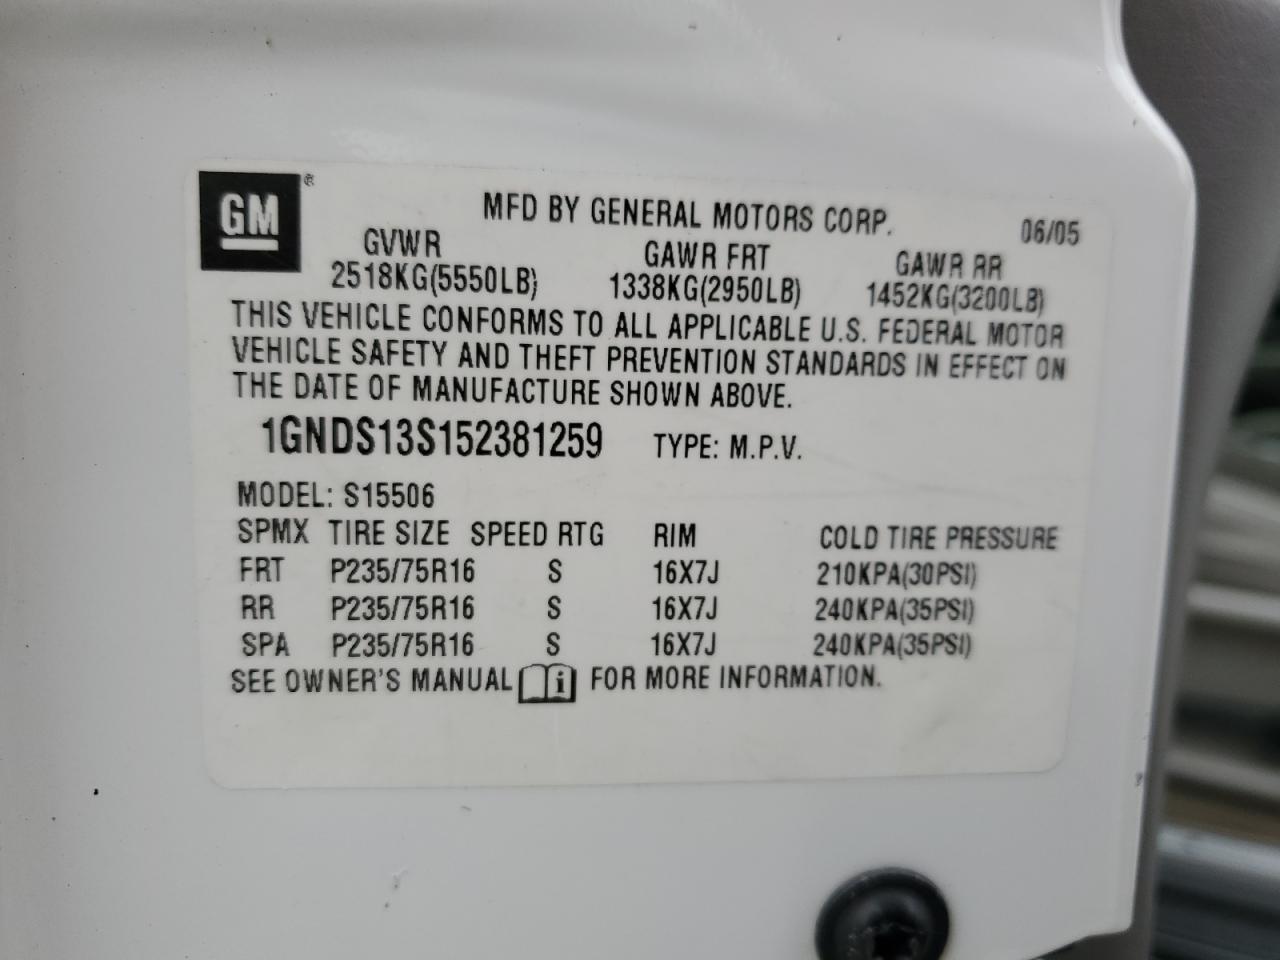 GM®
MFD BY GENERAL MOTORS CORP. 06/05
GVWR GAWR FRT GAWR RR
2518KG(5550LB) 1338KG(2950LB) 1452KG(3200LB)
THIS VEHICLE CONFORMS TO ALL APPLICABLE U.S. FEDERAL MOTOR
VEHICLE SAFETY AND THEFT PREVENTION STANDARDS IN EFFECT ON
THE DATE OF MANUFACTURE SHOWN ABOVE.
1GNDS13S152381259 TYPE: M.P.V.
MODEL: S15506
SPMX TIRE SIZE SPEED RTG RIM COLD TIRE PRESSURE
FRT P235/75R16 S 16X7J 210KPA(30PSI)
RR P235/75R16 S 16X7J 240KPA(35PSI)
SPA P235/75R16 S 16X7J 240KPA(35PSI)
SEE OWNER'S MANUAL i FOR MORE INFORMATION.